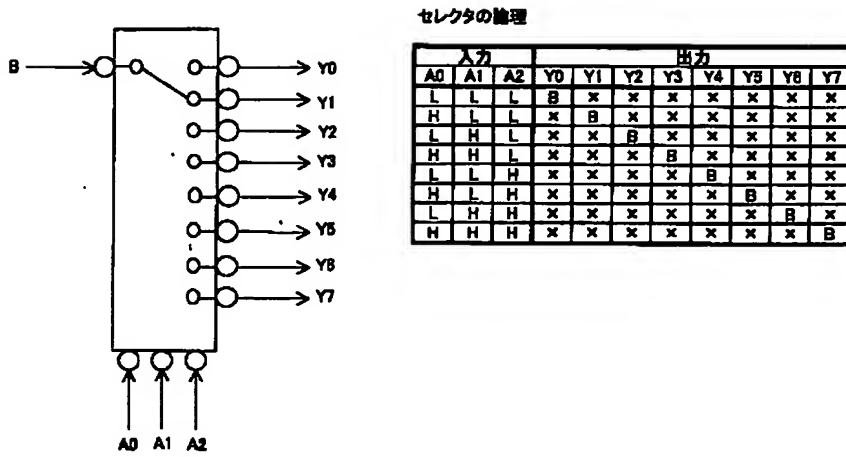 セレクタの論理
B
Y0
Y1
Y2
Y3
Y4
Y5
Y6
Y7
A0 A1 A2
入力 出力
A0 A1 A2 Y0 Y1 Y2 Y3 Y4 Y5 Y6 Y7
L L L B × × × × × × ×
H L L × B × × × × × ×
L H L × × B × × × × ×
H H L × × × B × × × ×
L L H × × × × B × × ×
H L H × × × × × B × ×
L H H × × × × × × B ×
H H H × × × × × × × B